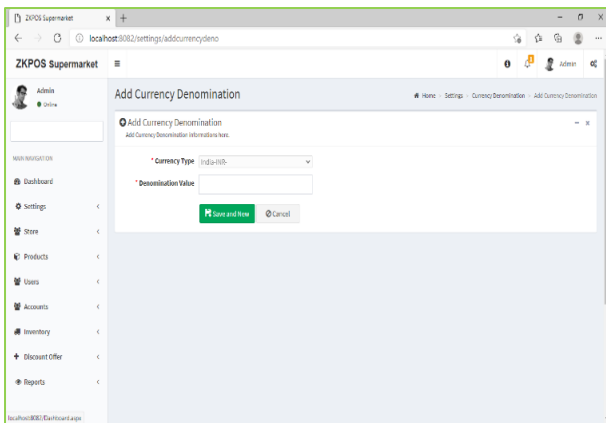 ZKPOS Supermarket
localhost:8082/settings/addcurrencydeno
ZKPOS Supermarket
Admin
Admin
Online
Add Currency Denomination
Home > Settings > Currency Denomination > Add Currency Denomination
Add Currency Denomination
Add Currency Denomination informations here.
* Currency Type
India-INR-
* Denomination Value
Save and New
Cancel
MAIN NAVIGATION
Dashboard
Settings
Store
Products
Users
Accounts
Inventory
Discount Offer
Reports
localhost:8082/Dashboard.aspx